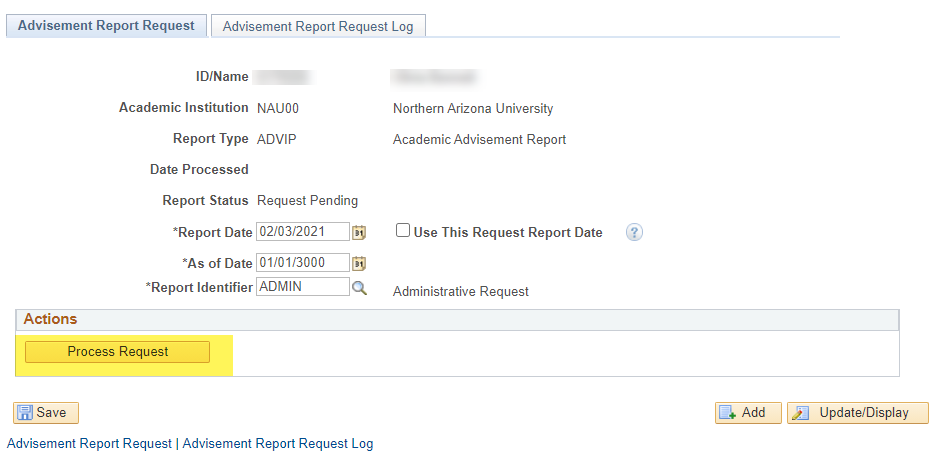 Advisement Report Request Advisement Report Request Log
ID/Name
Academic Institution NAU00 Northern Arizona University
Report Type ADVIP Academic Advisement Report
Date Processed
Report Status Request Pending
*Report Date 02/03/2021 31 Use This Request Report Date ?
*As of Date 01/01/3000 31
*Report Identifier ADMIN Administrative Request
Actions
Process Request
Save Add Update/Display
Advisement Report Request | Advisement Report Request Log